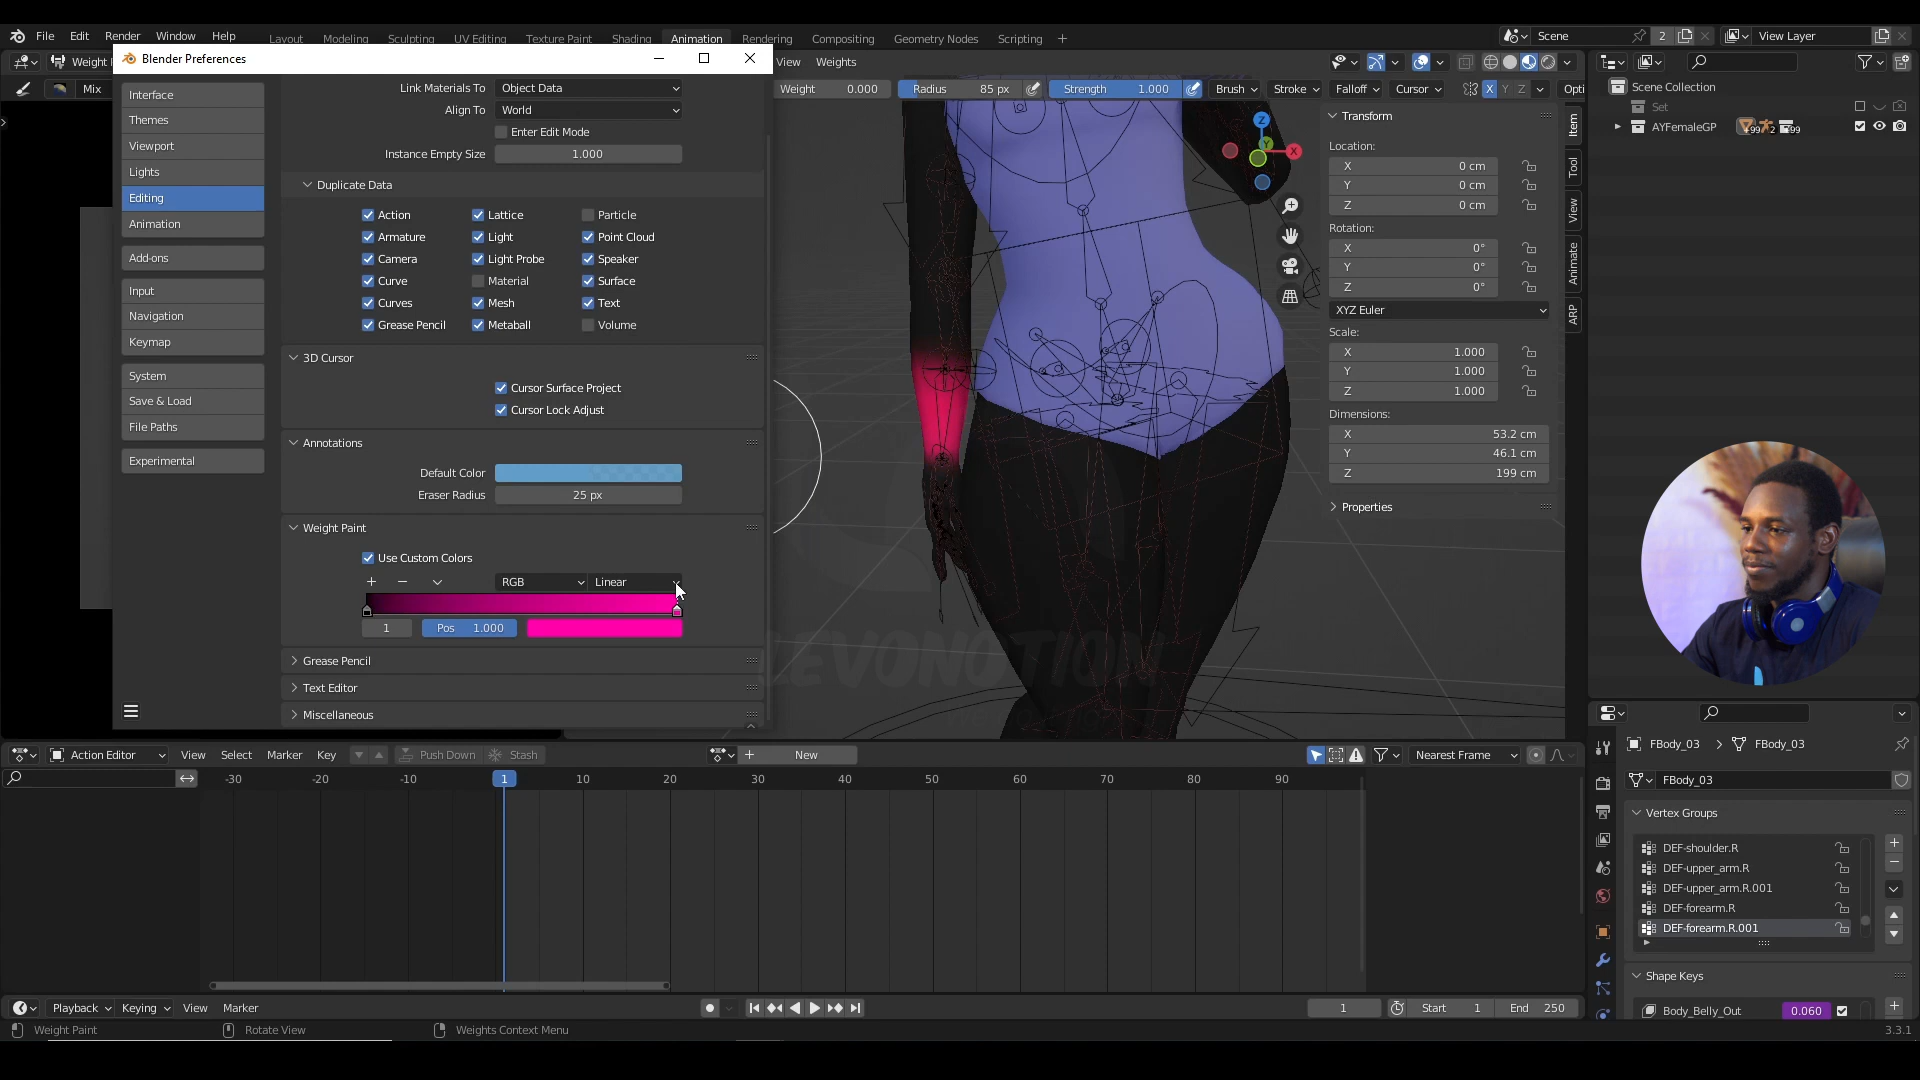 File Edit Render Window Help Layout Modeling Sculpting UV Editing Texture Paint Shading Animation Rendering Compositing Geometry Nodes Scripting Scene 2 View Layer
Blender Preferences
Weight View Weights
Mix Weight 0.000 Radius 85 px Strength 1.000 Brush Stroke Falloff Cursor X Y Z Opti
Interface
Themes
Viewport
Lights
Editing
Animation
Add-ons
Input
Navigation
Keymap
System
Save & Load
File Paths
Experimental
Link Materials To Object Data
Align To World
Enter Edit Mode
Instance Empty Size 1.000
Duplicate Data
Action Lattice Particle
Armature Light Point Cloud
Camera Light Probe Speaker
Curve Material Surface
Curves Mesh Text
Grease Pencil Metaball Volume
3D Cursor
Cursor Surface Project
Cursor Lock Adjust
Annotations
Default Color
Eraser Radius 25 px
Weight Paint
Use Custom Colors
RGB Linear
1 Pos 1.000
Grease Pencil
Text Editor
Miscellaneous
Z
Y
X
LEVONOTION
Transform
Location:
X 0 cm
Y 0 cm
Z 0 cm
Rotation:
X 0°
Y 0°
Z 0°
XYZ Euler
Scale:
X 1.000
Y 1.000
Z 1.000
Dimensions:
X 53.2 cm
Y 46.1 cm
Z 199 cm
Properties
Item
Tool
View
Animate
ARP
Scene Collection
Set
AYFemaleGP +99 2 99
Action Editor View Select Marker Key Push Down Stash New Nearest Frame
-30 -20 -10 1 10 20 30 40 50 60 70 80 90
Playback Keying View Marker 1 Start 1 End 250
Weight Paint Rotate View Weights Context Menu 3.3.1
FBody_03 FBody_03
FBody_03
Vertex Groups
DEF-shoulder.R
DEF-upper_arm.R
DEF-upper_arm.R.001
DEF-forearm.R
DEF-forearm.R.001
Shape Keys
Body_Belly_Out 0.060